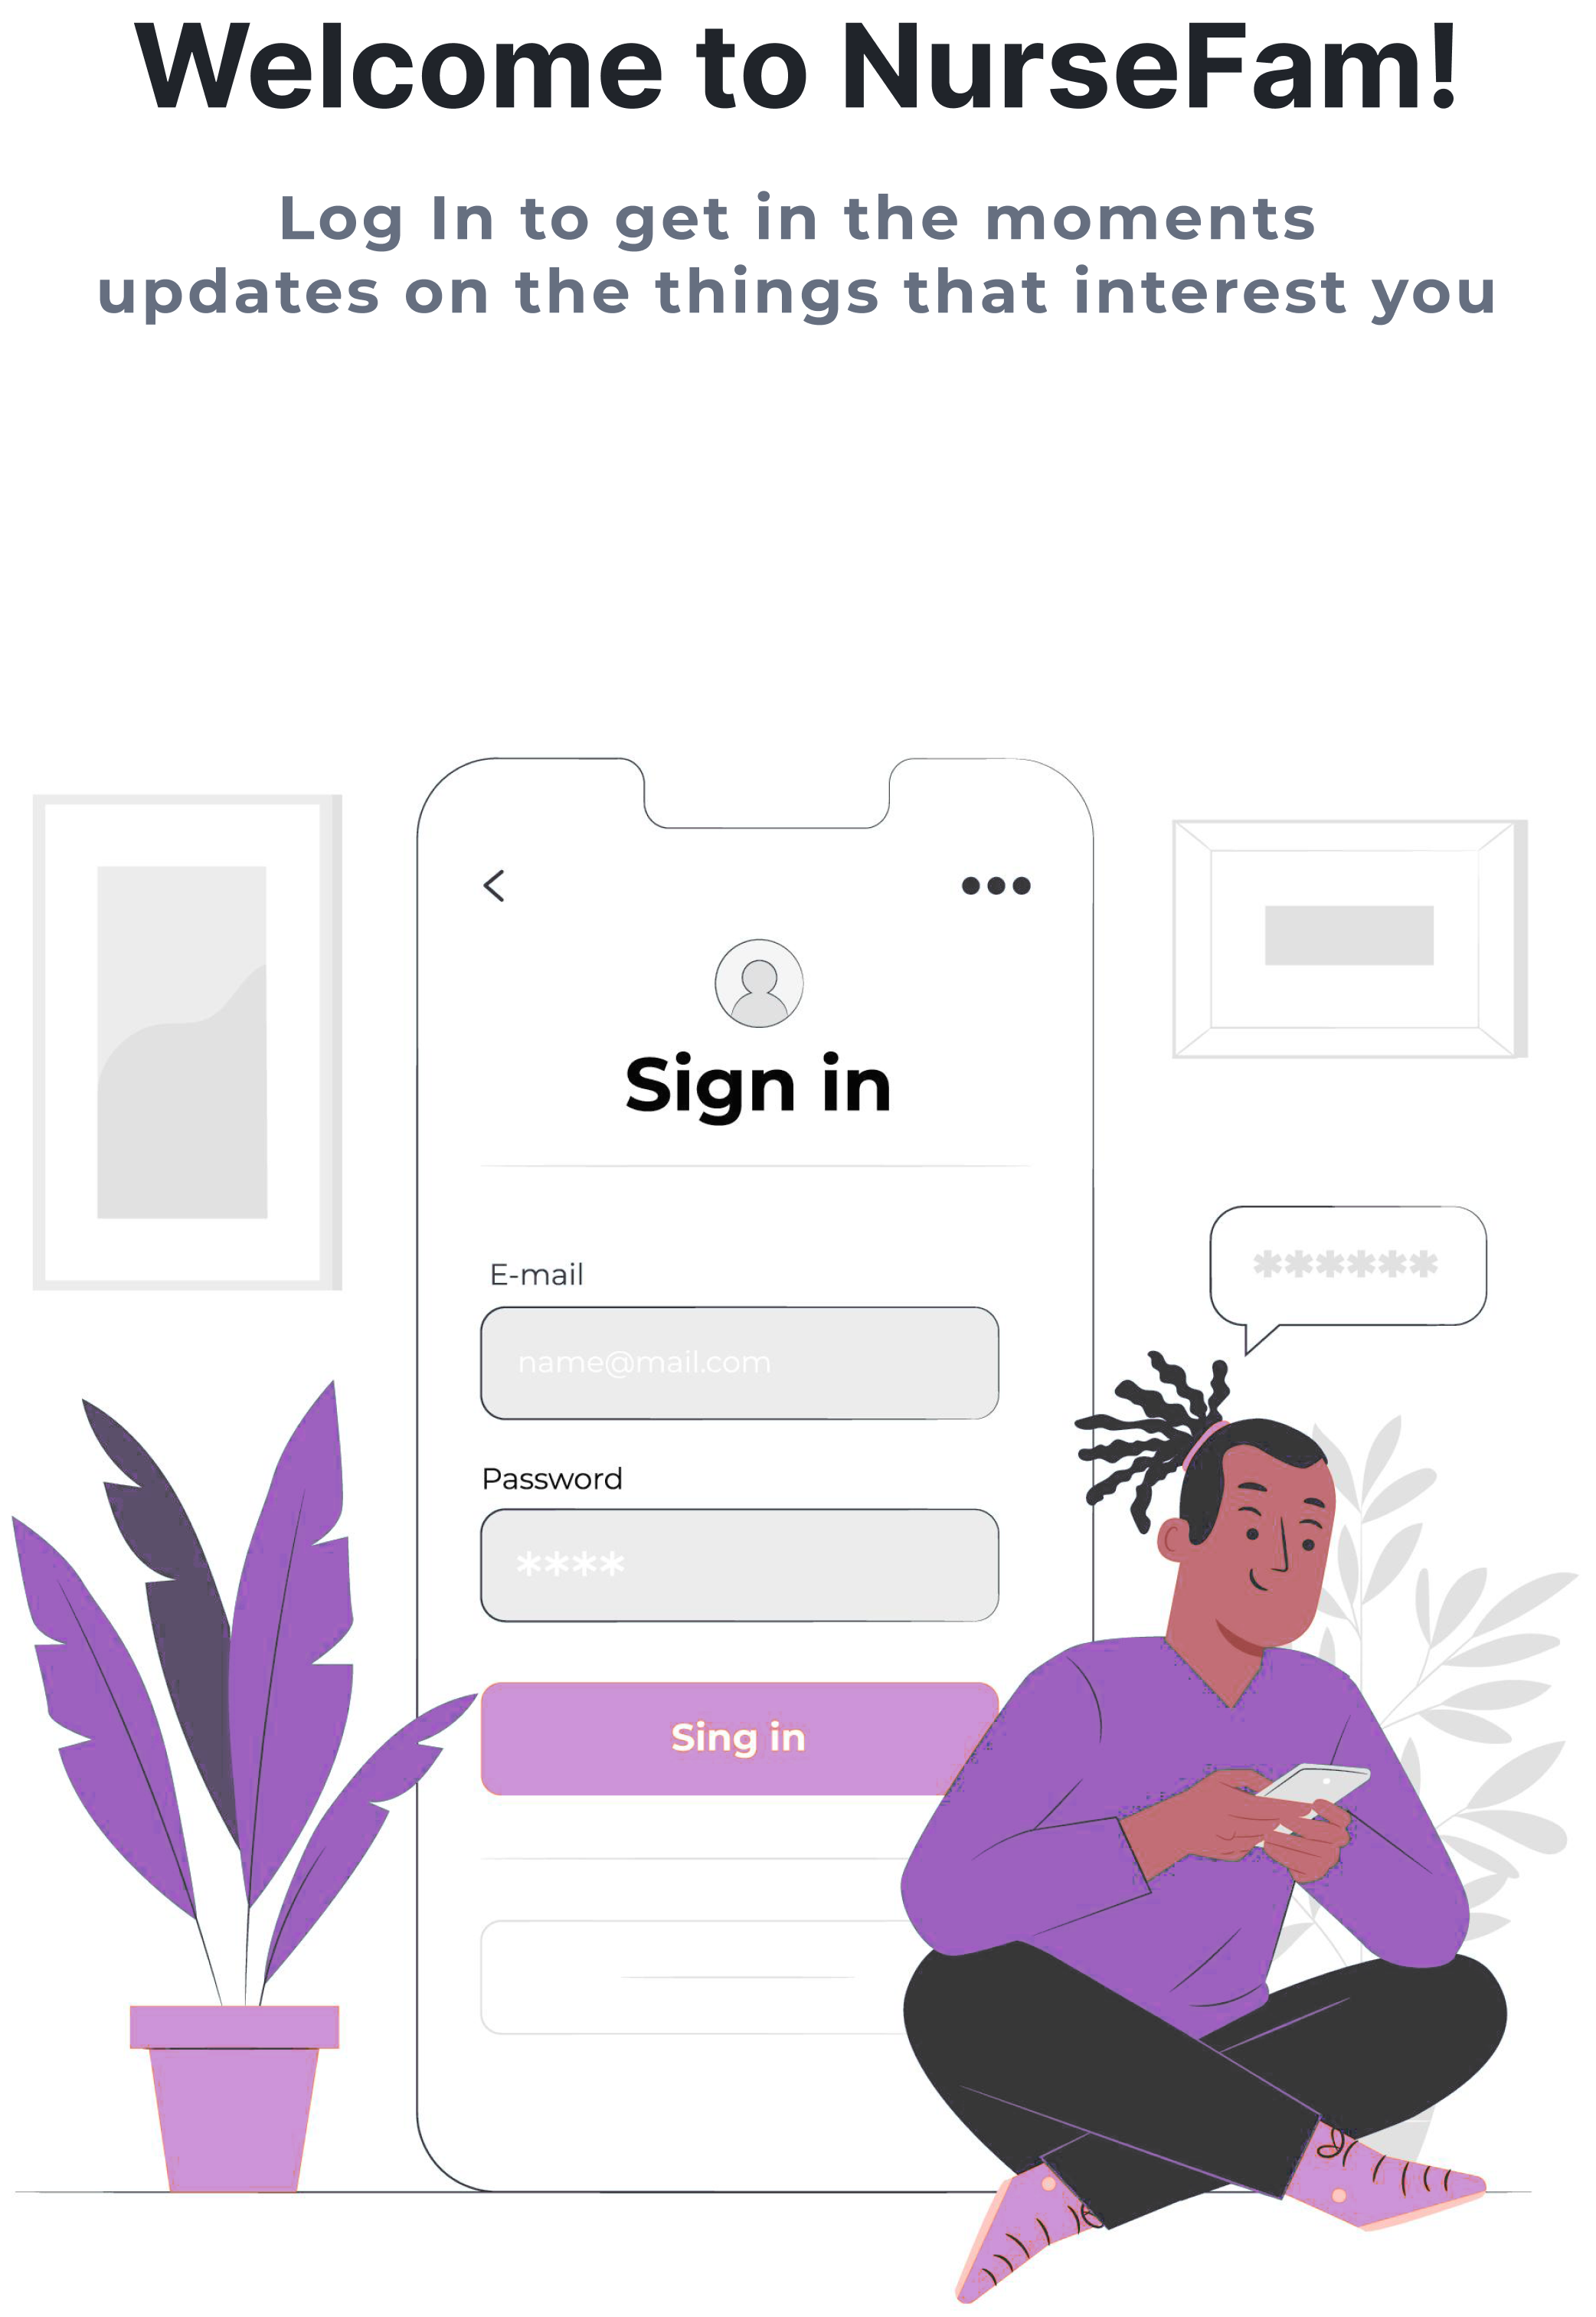 Welcome to NurseFam!
Log In to get in the moments
updates on the things that interest you
Sign in
E-mail
name@mail.com
******
Password
****
Sing in